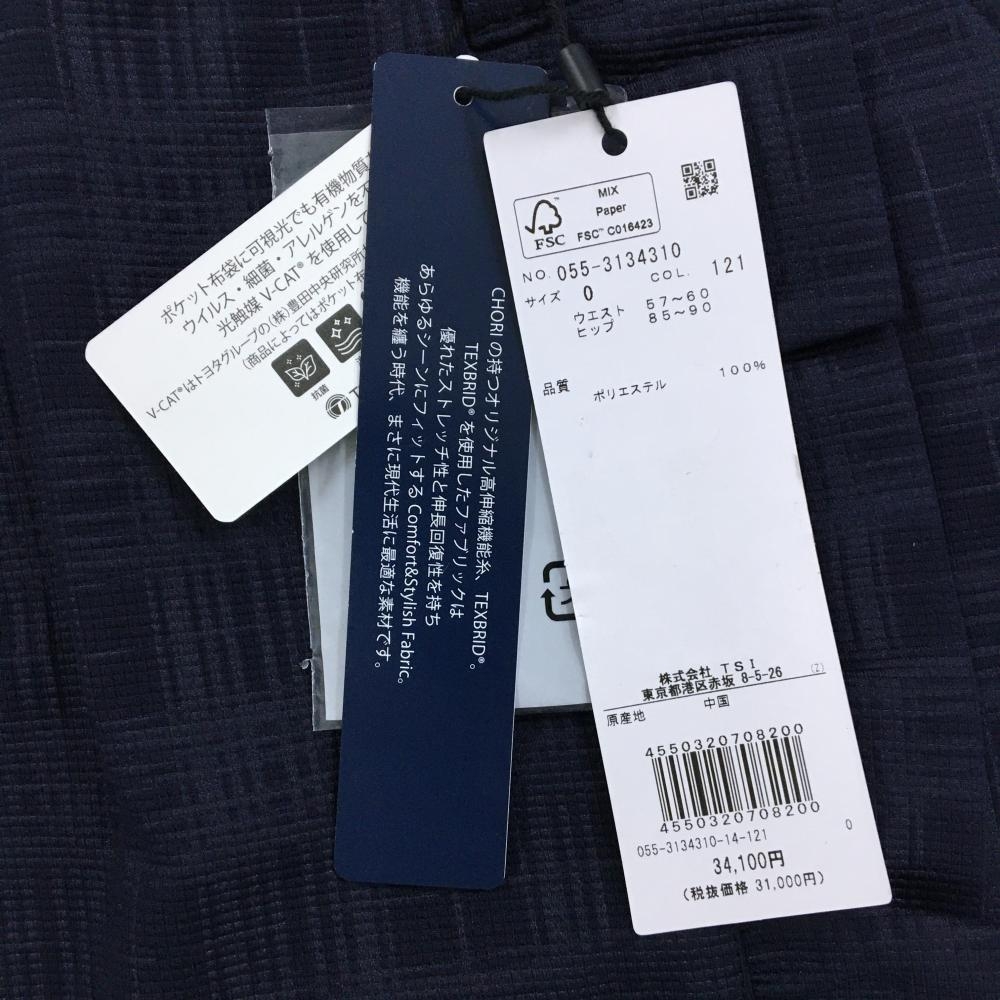 ポケット布袋に可視光でも有機物質
ウイルス・細菌・アレルゲンを不
光触媒 V-CAT® を使用して
V-CAT®はトヨタグループの(株)豊田中央研究所
(商品によってはポケット布
抗菌
CHORI の持つオリジナル高伸縮機能糸、TEXBRID®。
TEXBRID® を使用したファブリックは
優れたストレッチ性と伸長回復性を持ち
あらゆるシーンにフィットする Comfort&Stylish Fabric。
機能を纏う時代、まさに現代生活に最適な素材です。
MIX
Paper
FSC™ C016423
FSC
NO. 055-3134310
COL. 121
サイズ 0
ウエスト 57～60
ヒップ 85～90
品質 100%
ポリエステル
株式会社 TSI (Z)
東京都港区赤坂 8-5-26
原産地 中国
4550320708200
4550320708200
055-3134310-14-121 0
34,100円
(税抜価格 31,000円)